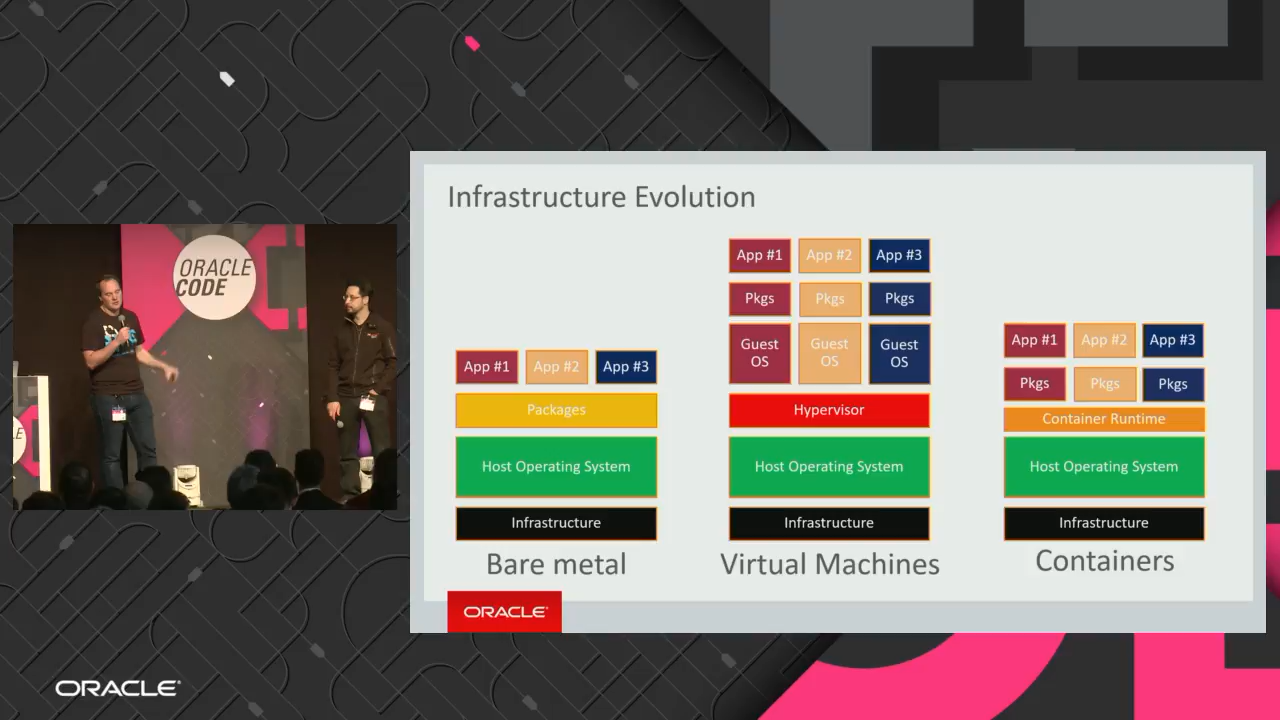 ORACLE
CODE
Infrastructure Evolution
App #1 App #2 App #3
Packages
Host Operating System
Infrastructure
Bare metal
App #1 App #2 App #3
Pkgs Pkgs Pkgs
Guest OS Guest OS Guest OS
Hypervisor
Host Operating System
Infrastructure
Virtual Machines
App #1 App #2 App #3
Pkgs Pkgs Pkgs
Container Runtime
Host Operating System
Infrastructure
Containers
ORACLE
ORACLE